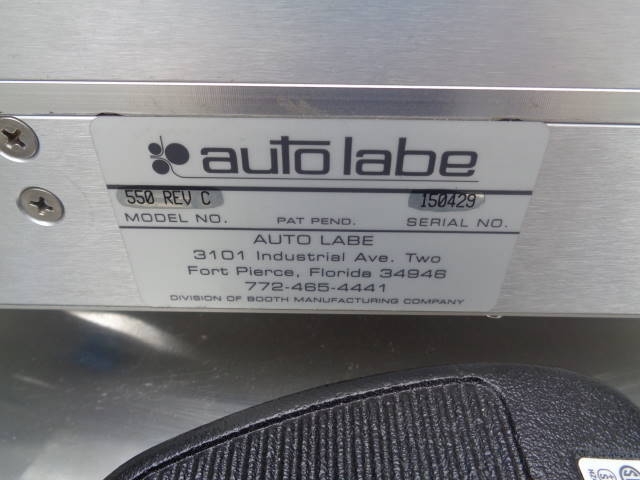 auto labe
550 REV C 150429
MODEL NO. PAT PEND. SERIAL NO.
AUTO LABE
3101 Industrial Ave. Two
Fort Pierce, Florida 34946
772-465-4441
DIVISION OF BOOTH MANUFACTURING COMPANY